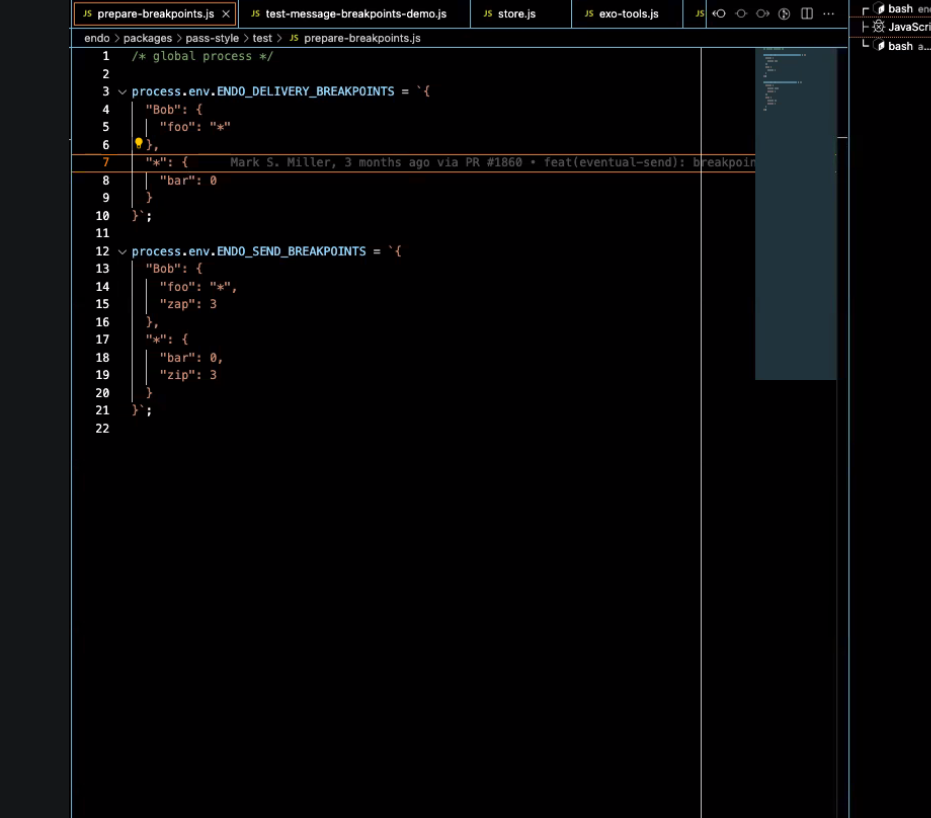 JS prepare-breakpoints.js × JS test-message-breakpoints-demo.js JS store.js JS exo-tools.js JS ···
endo > packages > pass-style > test > JS prepare-breakpoints.js
1 /* global process */
2
3 process.env.ENDO_DELIVERY_BREAKPOINTS = `{
4 "Bob": {
5 "foo": "*"
6 },
7 "*": { Mark S. Miller, 3 months ago via PR #1860 • feat(eventual-send): breakpoin
8 "bar": 0
9 }
10 }`;
11
12 process.env.ENDO_SEND_BREAKPOINTS = `{
13 "Bob": {
14 "foo": "*",
15 "zap": 3
16 },
17 "*": {
18 "bar": 0,
19 "zip": 3
20 }
21 }`;
22
bash en
JavaScri
bash a...